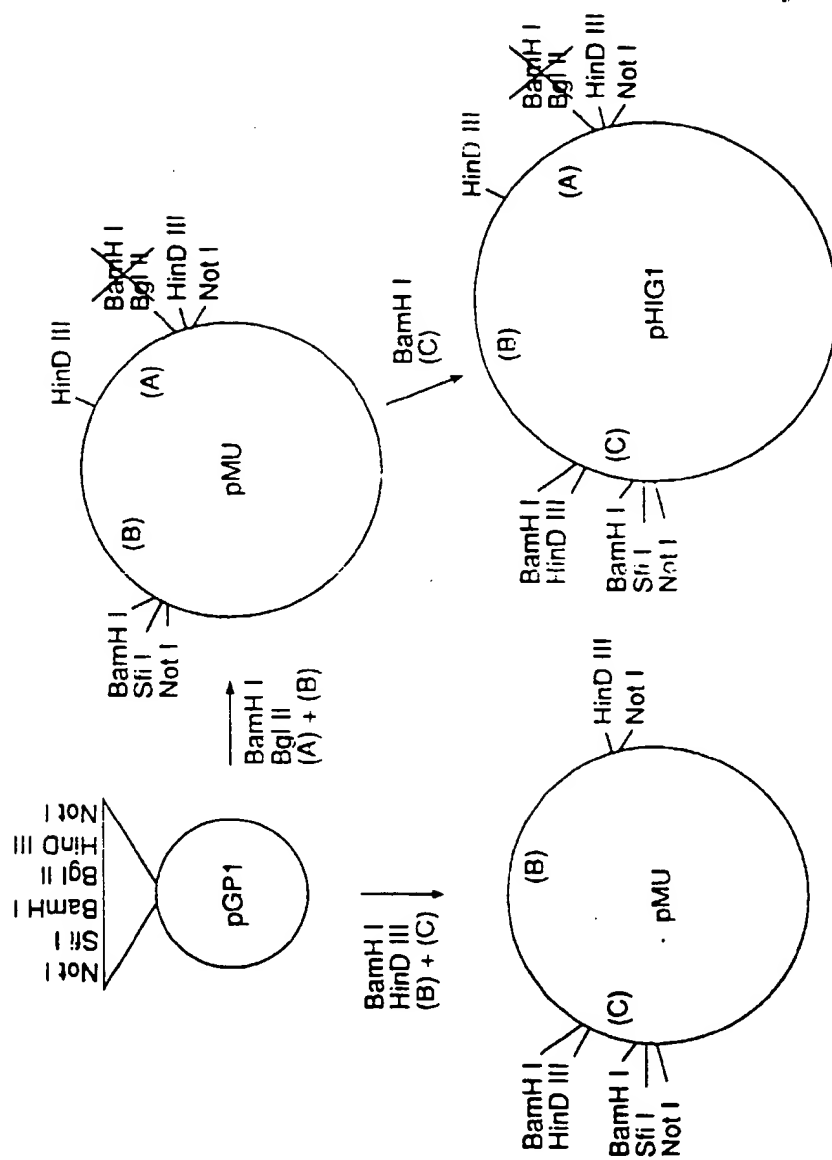 Not I
Sfi I
BamH I
Bgl II
HinD III
Not I
pGP1
BamH I
Bgl II
(A) + (B)
BamH I
Sfi I
Not I
(B)
HinD III
(A)
BamH I
Bgl II
HinD III
Not I
pMU
BamH I
HinD III
(B) + (C)
BamH I
(C)
BamH I
HinD III
(C)
BamH I
Sfi I
Not I
(B)
HinD III
Not I
pMU
BamH I
HinD III
(C)
BamH I
Sfi I
Not I
(B)
HinD III
(A)
BamH I
Bgl II
HinD III
Not I
pHIG1